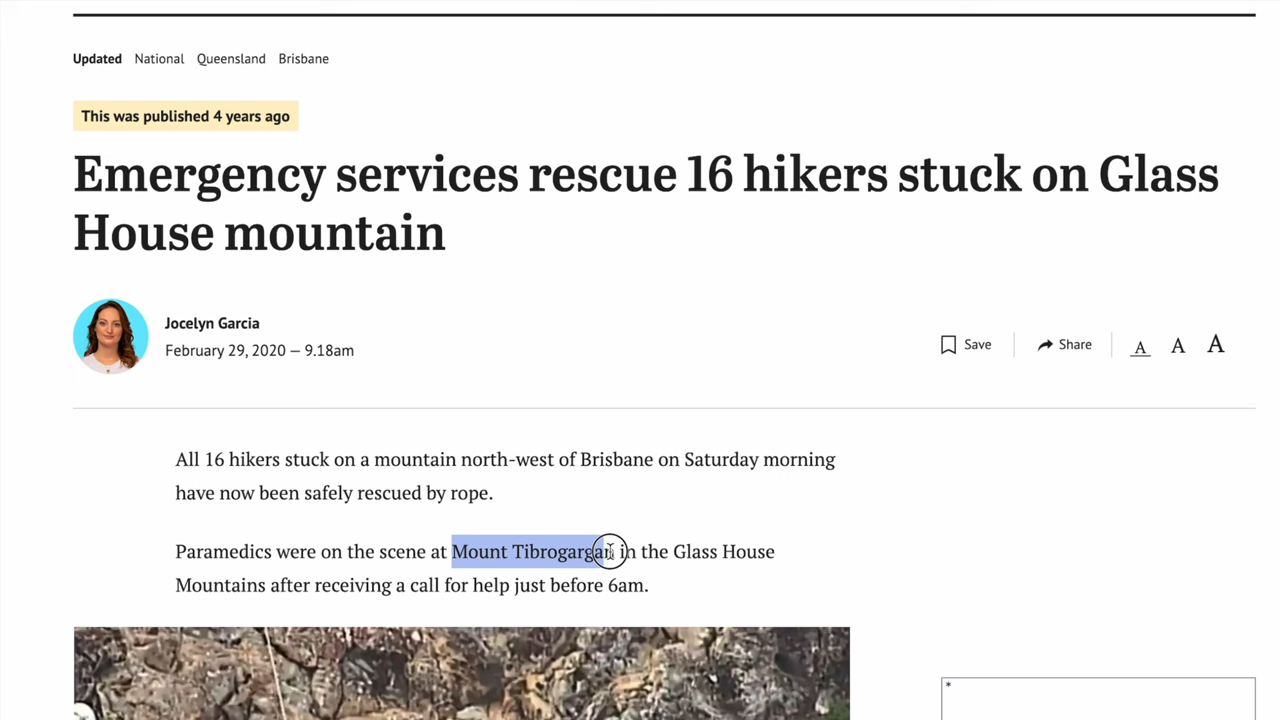 Updated National Queensland Brisbane
This was published 4 years ago
Emergency services rescue 16 hikers stuck on Glass
House mountain
Jocelyn Garcia
February 29, 2020 — 9.18am
Save Share A A A
All 16 hikers stuck on a mountain north-west of Brisbane on Saturday morning
have now been safely rescued by rope.
Paramedics were on the scene at Mount Tibrogargan in the Glass House
Mountains after receiving a call for help just before 6am.
*